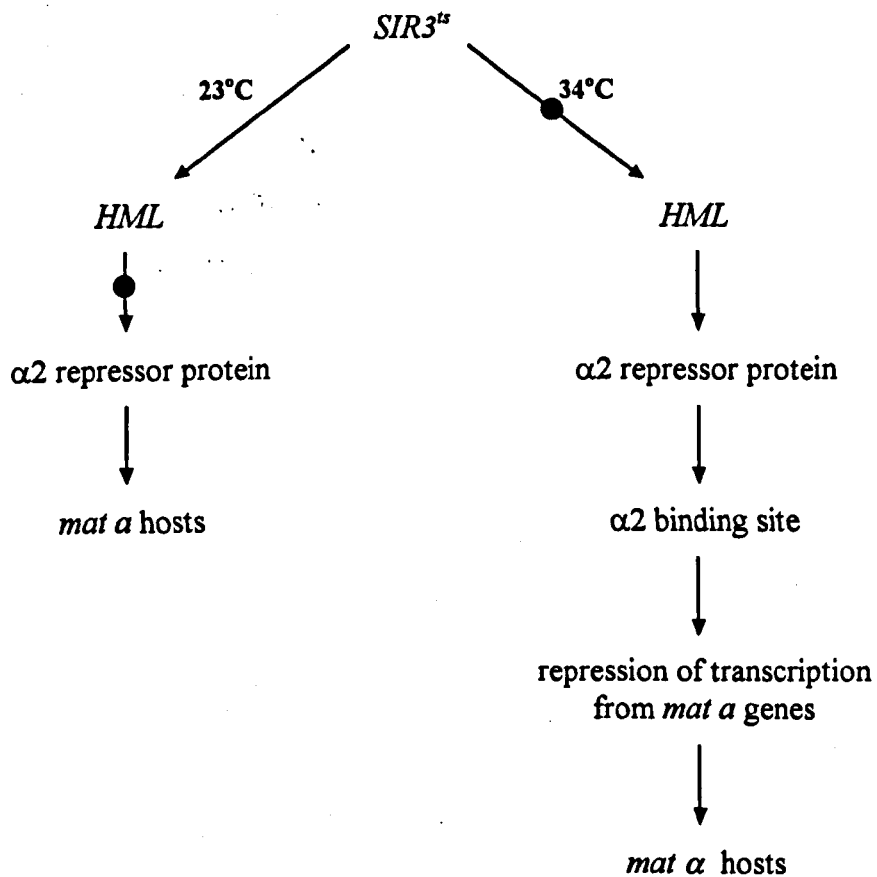 SIR3ts
23°C
34°C
HML
HML
α2 repressor protein
α2 repressor protein
mat a hosts
α2 binding site
repression of transcription
from mat a genes
mat α hosts